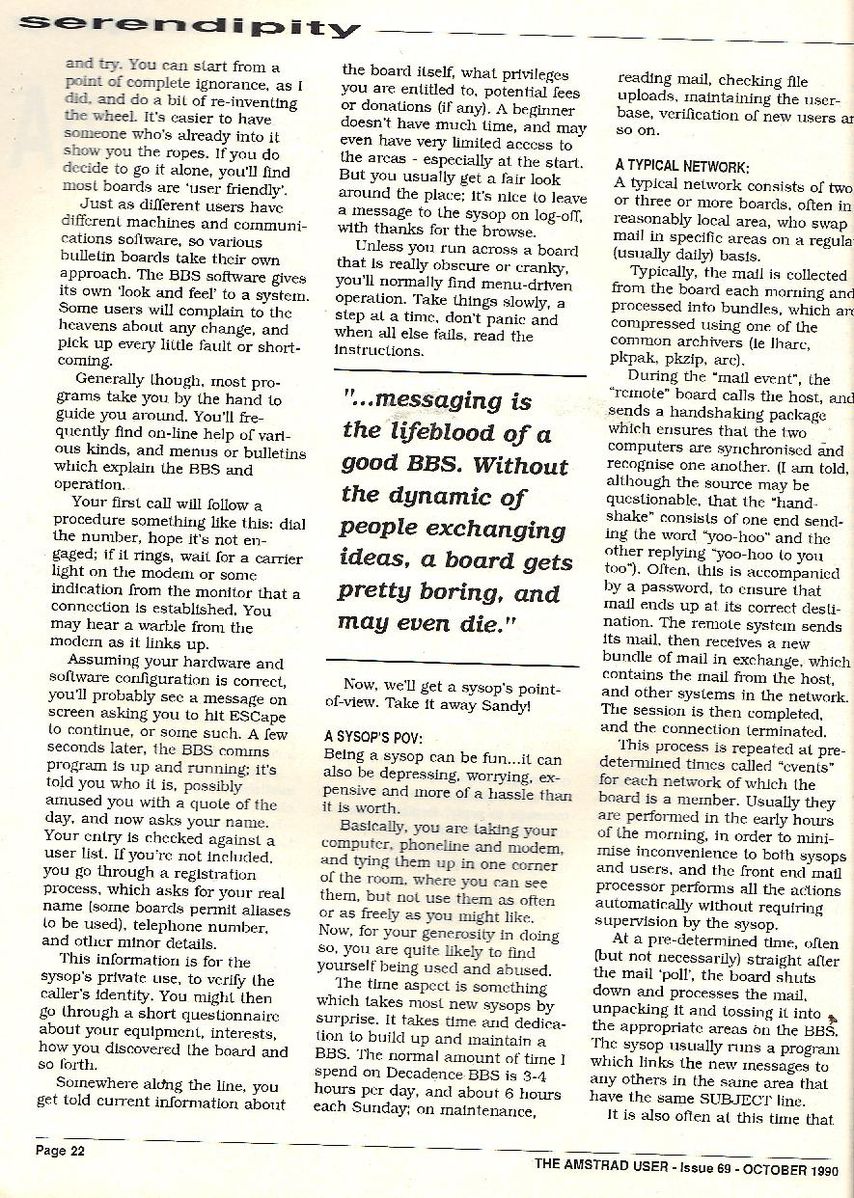 serendipity
and try. You can start from a
point of complete ignorance, as I
did, and do a bit of re-inventing
the wheel. It's easier to have
someone who's already into it
show you the ropes. If you do
decide to go it alone, you'll find
most boards are 'user friendly'.
Just as different users have
different machines and communi-
cations software, so various
bulletin boards take their own
approach. The BBS software gives
its own 'look and feel' to a system.
Some users will complain to the
heavens about any change, and
pick up every little fault or short-
coming.
Generally though, most pro-
grams take you by the hand to
guide you around. You'll fre-
quently find on-line help of vari-
ous kinds, and menus or bulletins
which explain the BBS and
operation.
Your first call will follow a
procedure something like this: dial
the number, hope it's not en-
gaged; if it rings, wait for a carrier
light on the modem or some
indication from the monitor that a
connection is established. You
may hear a warble from the
modem as it links up.
Assuming your hardware and
software configuration is correct,
you'll probably see a message on
screen asking you to hit ESCape
to continue, or some such. A few
seconds later, the BBS comms
program is up and running; it's
told you who it is, possibly
amused you with a quote of the
day, and now asks your name.
Your entry is checked against a
user list. If you're not included,
you go through a registration
process, which asks for your real
name (some boards permit aliases
to be used), telephone number,
and other minor details.
This information is for the
sysop's private use, to verify the
caller's identity. You might then
go through a short questionnaire
about your equipment, interests,
how you discovered the board and
so forth.
Somewhere along the line, you
get told current information about
the board itself, what privileges
you are entitled to, potential fees
or donations (if any). A beginner
doesn't have much time, and may
even have very limited access to
the areas - especially at the start.
But you usually get a fair look
around the place; it's nice to leave
a message to the sysop on log-off,
with thanks for the browse.
Unless you run across a board
that is really obscure or cranky,
you'll normally find menu-driven
operation. Take things slowly, a
step at a time, don't panic and
when all else fails, read the
instructions.
"...messaging is
the lifeblood of a
good BBS. Without
the dynamic of
people exchanging
ideas, a board gets
pretty boring, and
may even die."
Now, we'll get a sysop's point-
of-view. Take it away Sandy!
A SYSOP'S POV:
Being a sysop can be fun...it can
also be depressing, worrying, ex-
pensive and more of a hassle than
it is worth.
Basically, you are taking your
computer, phoneline and modem,
and tying them up in one corner
of the room, where you can see
them, but not use them as often
or as freely as you might like.
Now, for your generosity in doing
so, you are quite likely to find
yourself being used and abused.
The time aspect is something
which takes most new sysops by
surprise. It takes time and dedica-
tion to build up and maintain a
BBS. The normal amount of time I
spend on Decadence BBS is 3-4
hours per day, and about 6 hours
each Sunday; on maintenance,
reading mail, checking file
uploads, maintaining the user-
base, verification of new users an
so on.
A TYPICAL NETWORK:
A typical network consists of two
or three or more boards, often in
reasonably local area, who swap
mail in specific areas on a regula
(usually daily) basis.
Typically, the mail is collected
from the board each morning and
processed into bundles, which are
compressed using one of the
common archivers (ie lharc,
pkpak, pkzip, arc).
During the "mail event", the
"remote" board calls the host, and
sends a handshaking package
which ensures that the two
computers are synchronised and
recognise one another. (I am told,
although the source may be
questionable, that the "hand-
shake" consists of one end send-
ing the word "yoo-hoo" and the
other replying "yoo-hoo to you
too"). Often, this is accompanied
by a password, to ensure that
mail ends up at its correct desti-
nation. The remote system sends
its mail, then receives a new
bundle of mail in exchange, which
contains the mail from the host,
and other systems in the network.
The session is then completed,
and the connection terminated.
This process is repeated at pre-
determined times called "events"
for each network of which the
board is a member. Usually they
are performed in the early hours
of the morning, in order to mini-
mise inconvenience to both sysops
and users, and the front end mail
processor performs all the actions
automatically without requiring
supervision by the sysop.
At a pre-determined time, often
(but not necessarily) straight after
the mail 'poll', the board shuts
down and processes the mail,
unpacking it and tossing it into
the appropriate areas on the BBS.
The sysop usually runs a program
which links the new messages to
any others in the same area that
have the same SUBJECT line.
It is also often at this time that
Page 22
THE AMSTRAD USER - Issue 69 - OCTOBER 1990